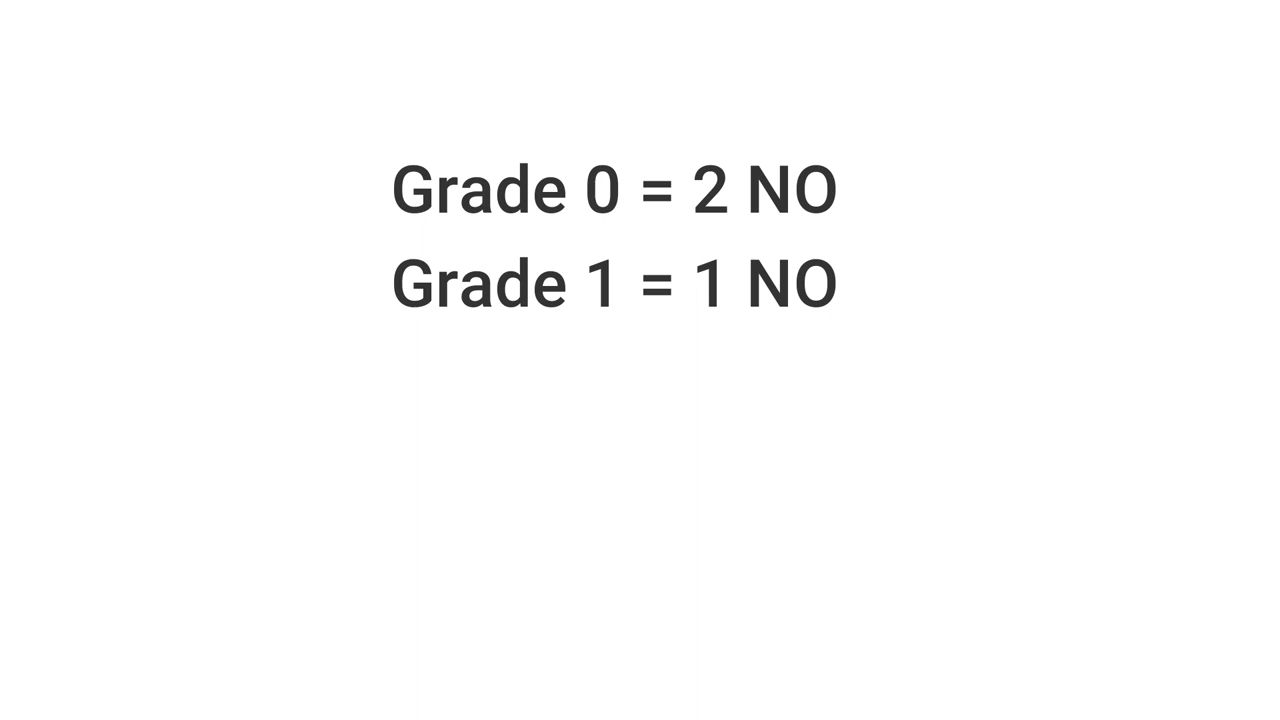 Grade 0 = 2 NO
Grade 1 = 1 NO